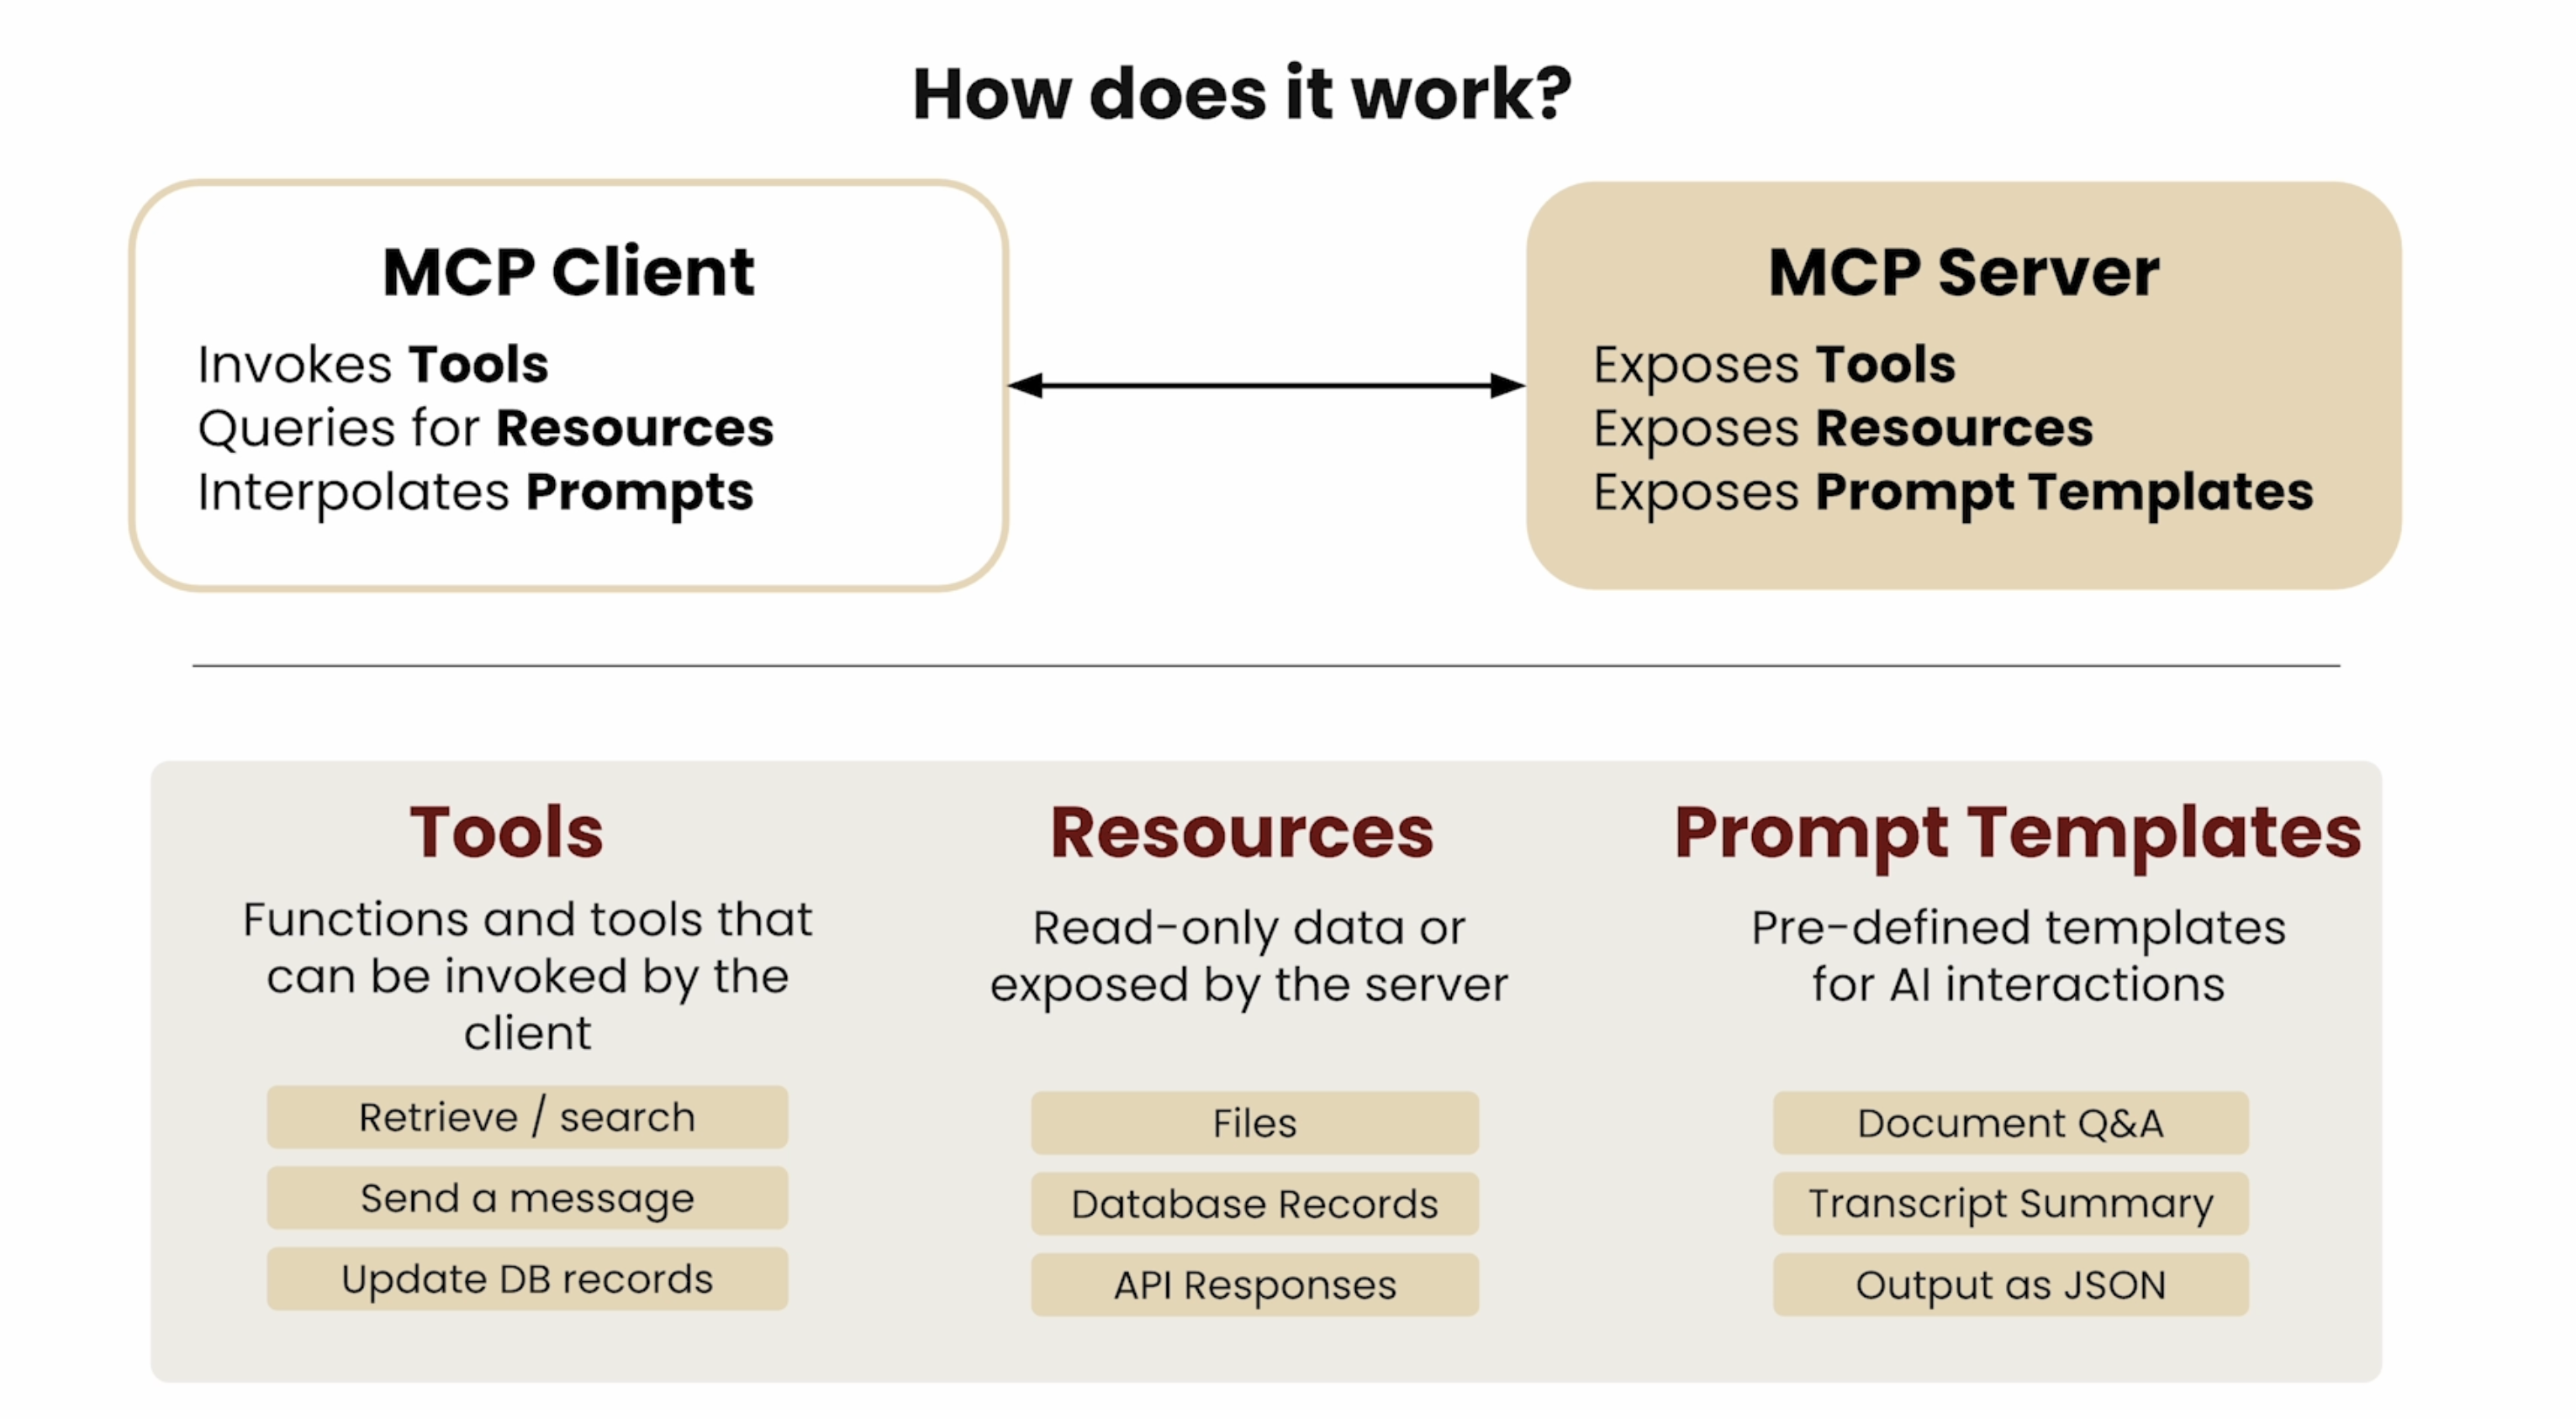 How does it work?
MCP Client
Invokes Tools
Queries for Resources
Interpolates Prompts
MCP Server
Exposes Tools
Exposes Resources
Exposes Prompt Templates
Tools
Functions and tools that
can be invoked by the
client
Retrieve / search
Send a message
Update DB records
Resources
Read-only data or
exposed by the server
Files
Database Records
API Responses
Prompt Templates
Pre-defined templates
for AI interactions
Document Q&A
Transcript Summary
Output as JSON